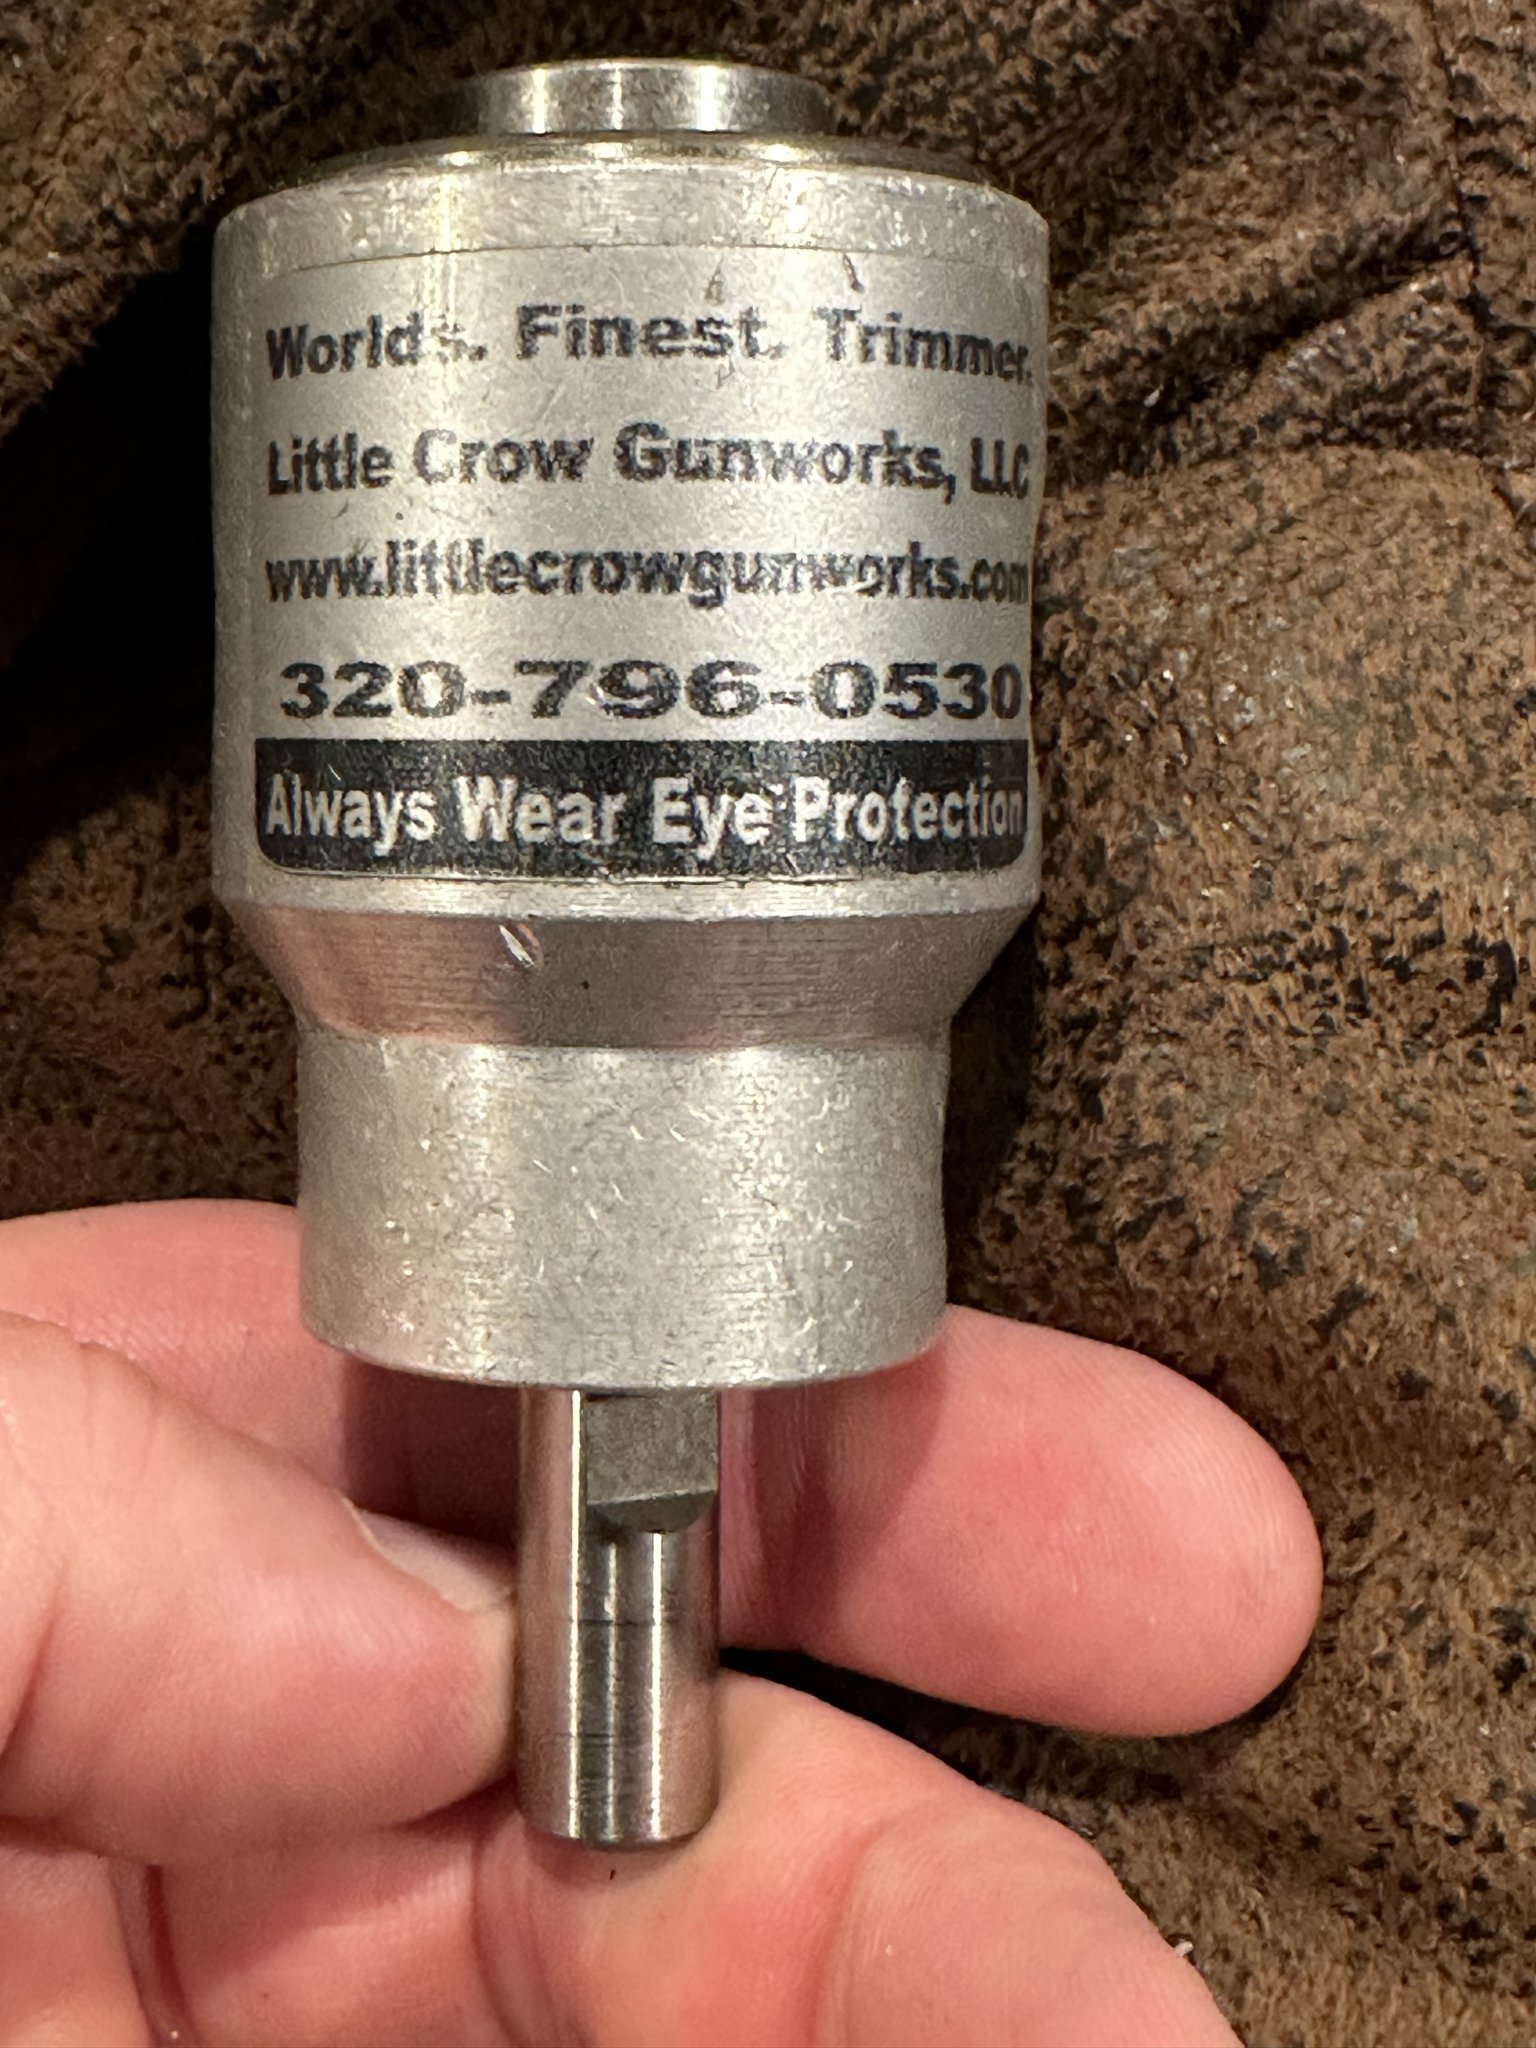 World's. Finest. Trimmer.
Little Crow Gunworks, LLC
www.littlecrowgunworks.com
320-796-0530
Always Wear Eye Protection